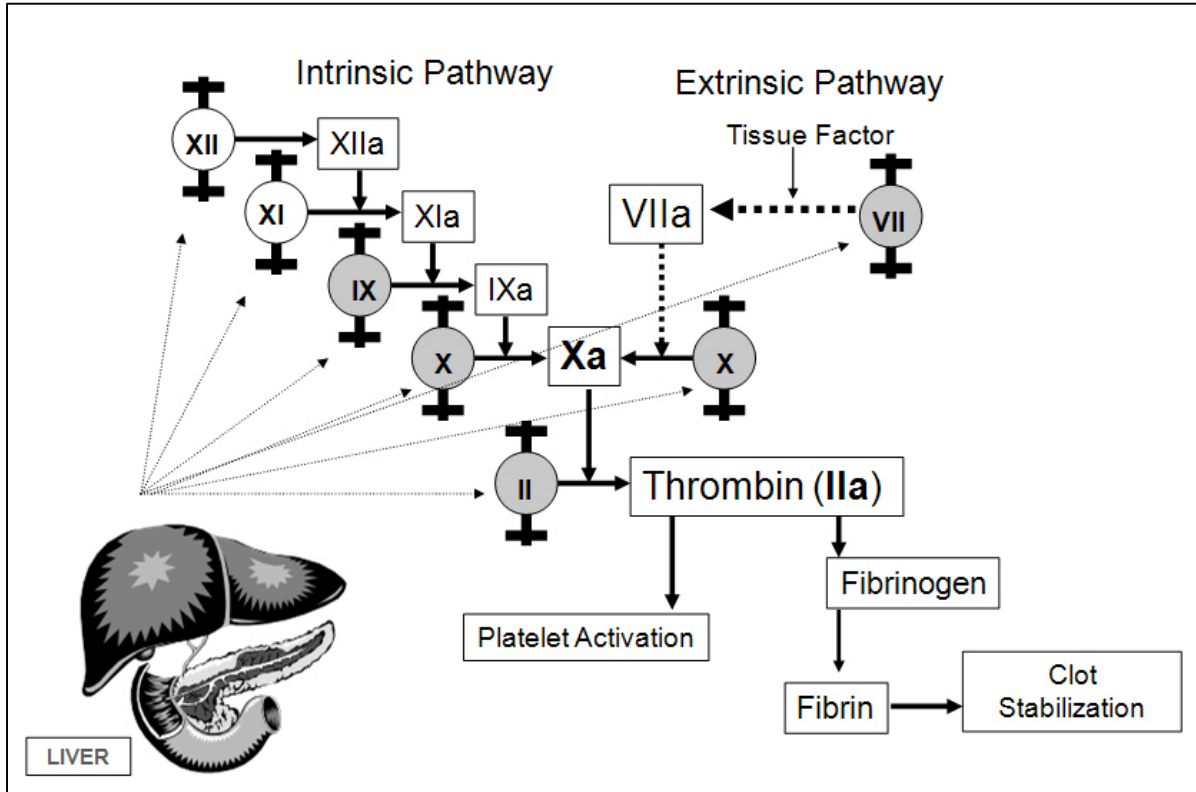 Intrinsic Pathway
Extrinsic Pathway
Tissue Factor
XII
XIIa
XI
XIa
VIIa
VII
IX
IXa
X
Xa
X
II
Thrombin (IIa)
Fibrinogen
Platelet Activation
Fibrin
Clot
Stabilization
LIVER